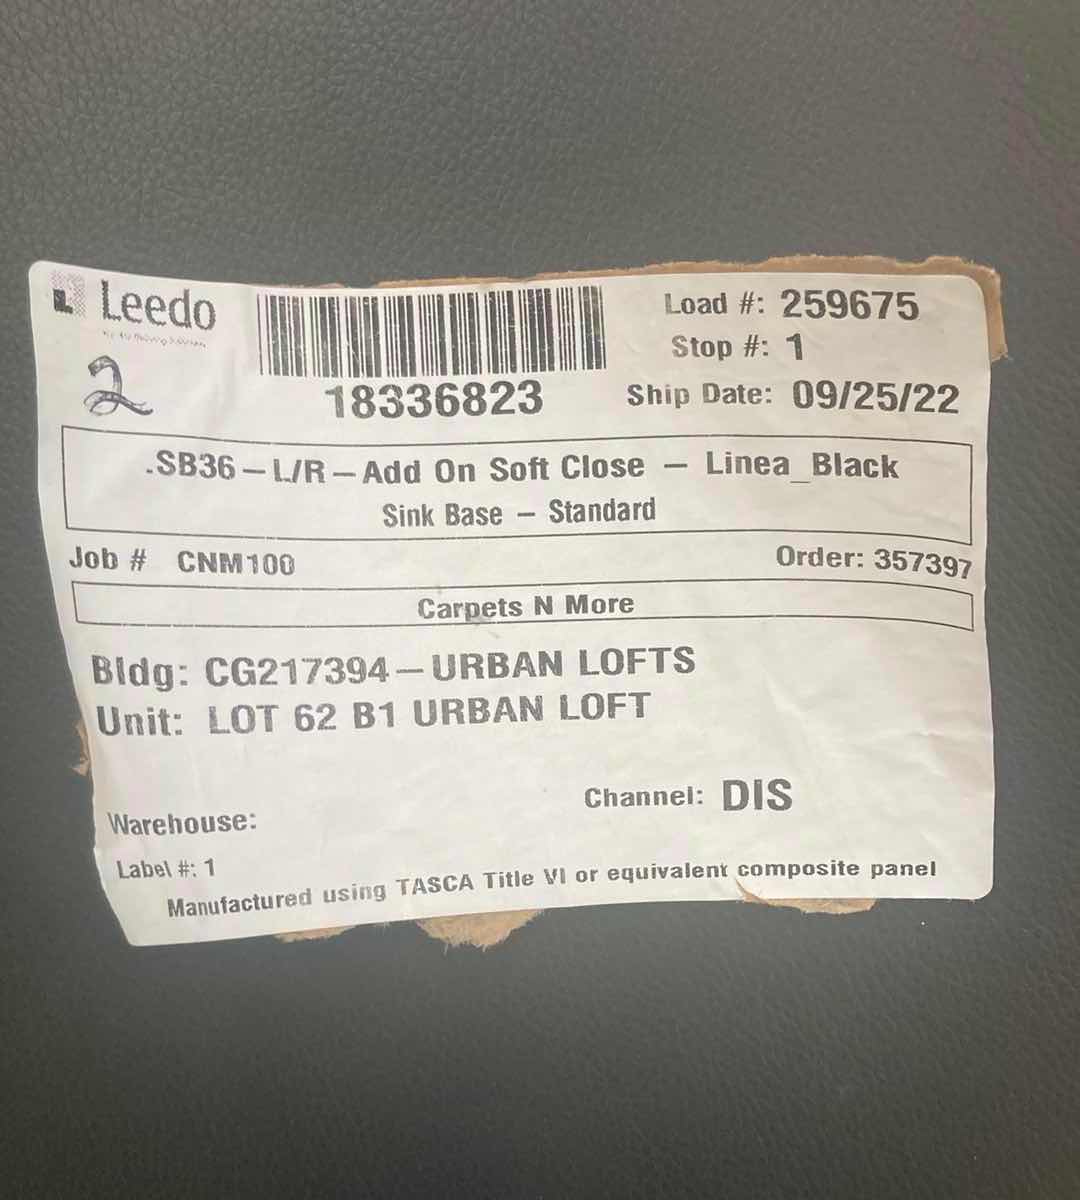 Leedo
Load #: 259675
Stop #: 1
2
18336823
Ship Date: 09/25/22
.SB36-L/R-Add On Soft Close - Linea_Black
Sink Base - Standard
Job # CNM100
Order: 357397
Carpets N More
Bldg: CG217394-URBAN LOFTS
Unit: LOT 62 B1 URBAN LOFT
Channel: DIS
Warehouse:
Label #: 1
Manufactured using TASCA Title VI or equivalent composite panel